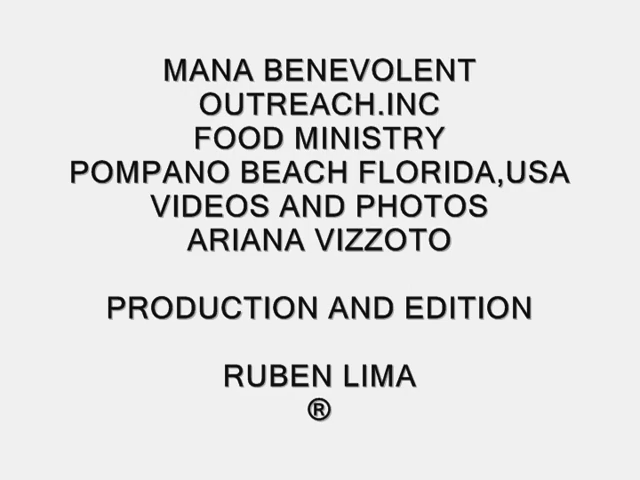 MANA BENEVOLENT
OUTREACH.INC
FOOD MINISTRY
POMPANO BEACH FLORIDA,USA
VIDEOS AND PHOTOS
ARIANA VIZZOTO
PRODUCTION AND EDITION
RUBEN LIMA
®